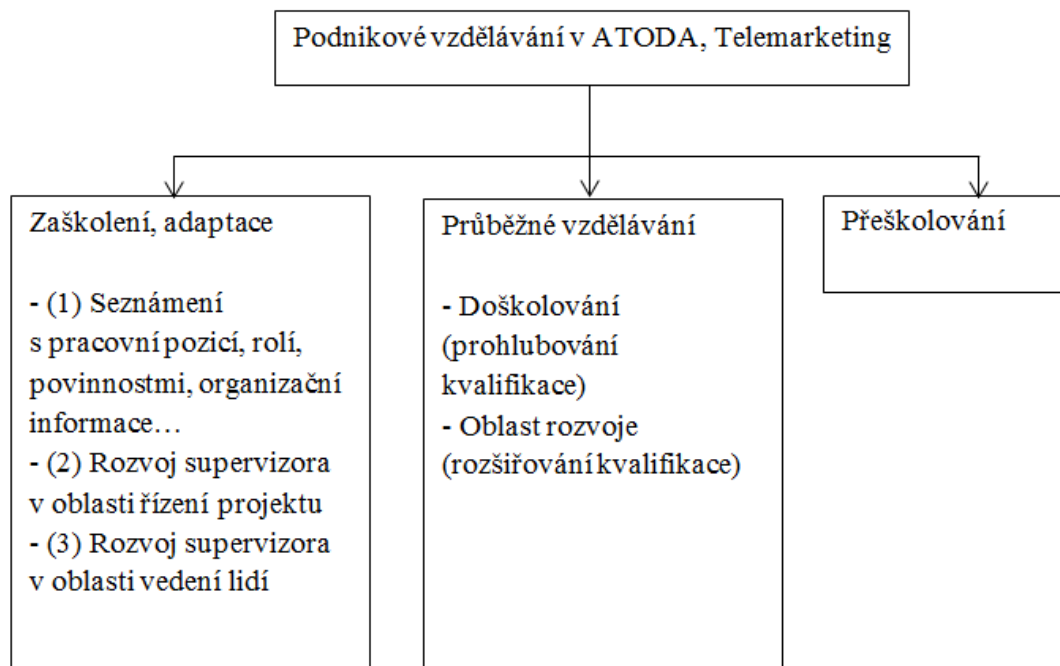 Podnikové vzdělávání v ATODA, Telemarketing
Zaškolení, adaptace
- (1) Seznámení
s pracovní pozicí, rolí,
povinnostmi, organizační
informace…
- (2) Rozvoj supervizora
v oblasti řízení projektu
- (3) Rozvoj supervizora
v oblasti vedení lidí
Průběžné vzdělávání
- Doškolování
(prohlubování
kvalifikace)
- Oblast rozvoje
(rozšiřování kvalifikace)
Přeškolování